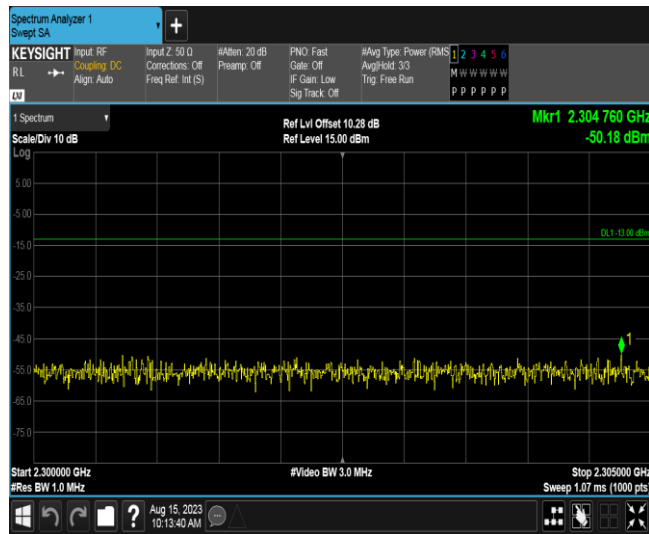 Spectrum Analyzer 1
Swept SA
+
KEYSIGHT
RL
LXI
Input: RF
Coupling: DC
Align: Auto
Input Z: 50 Ω
Corrections: Off
Freq Ref: Int (S)
#Atten: 20 dB
Preamp: Off
PNO: Fast
Gate: Off
IF Gain: Low
Sig Track: Off
#Avg Type: Power (RMS
Avg|Hold: 3/3
Trig: Free Run
1 2 3 4 5 6
M W W W W W
P P P P P P
1 Spectrum
Scale/Div 10 dB
Log
Ref Lvl Offset 10.28 dB
Ref Level 15.00 dBm
Mkr1 2.304 760 GHz
-50.18 dBm
5.00
-5.00
DL1 -13.00 dBm
-15.0
-25.0
-35.0
-45.0
1
-55.0
-65.0
-75.0
Start 2.300000 GHz
#Video BW 3.0 MHz
Stop 2.305000 GHz
#Res BW 1.0 MHz
Sweep 1.07 ms (1000 pts)
?
Aug 15, 2023
10:13:40 AM